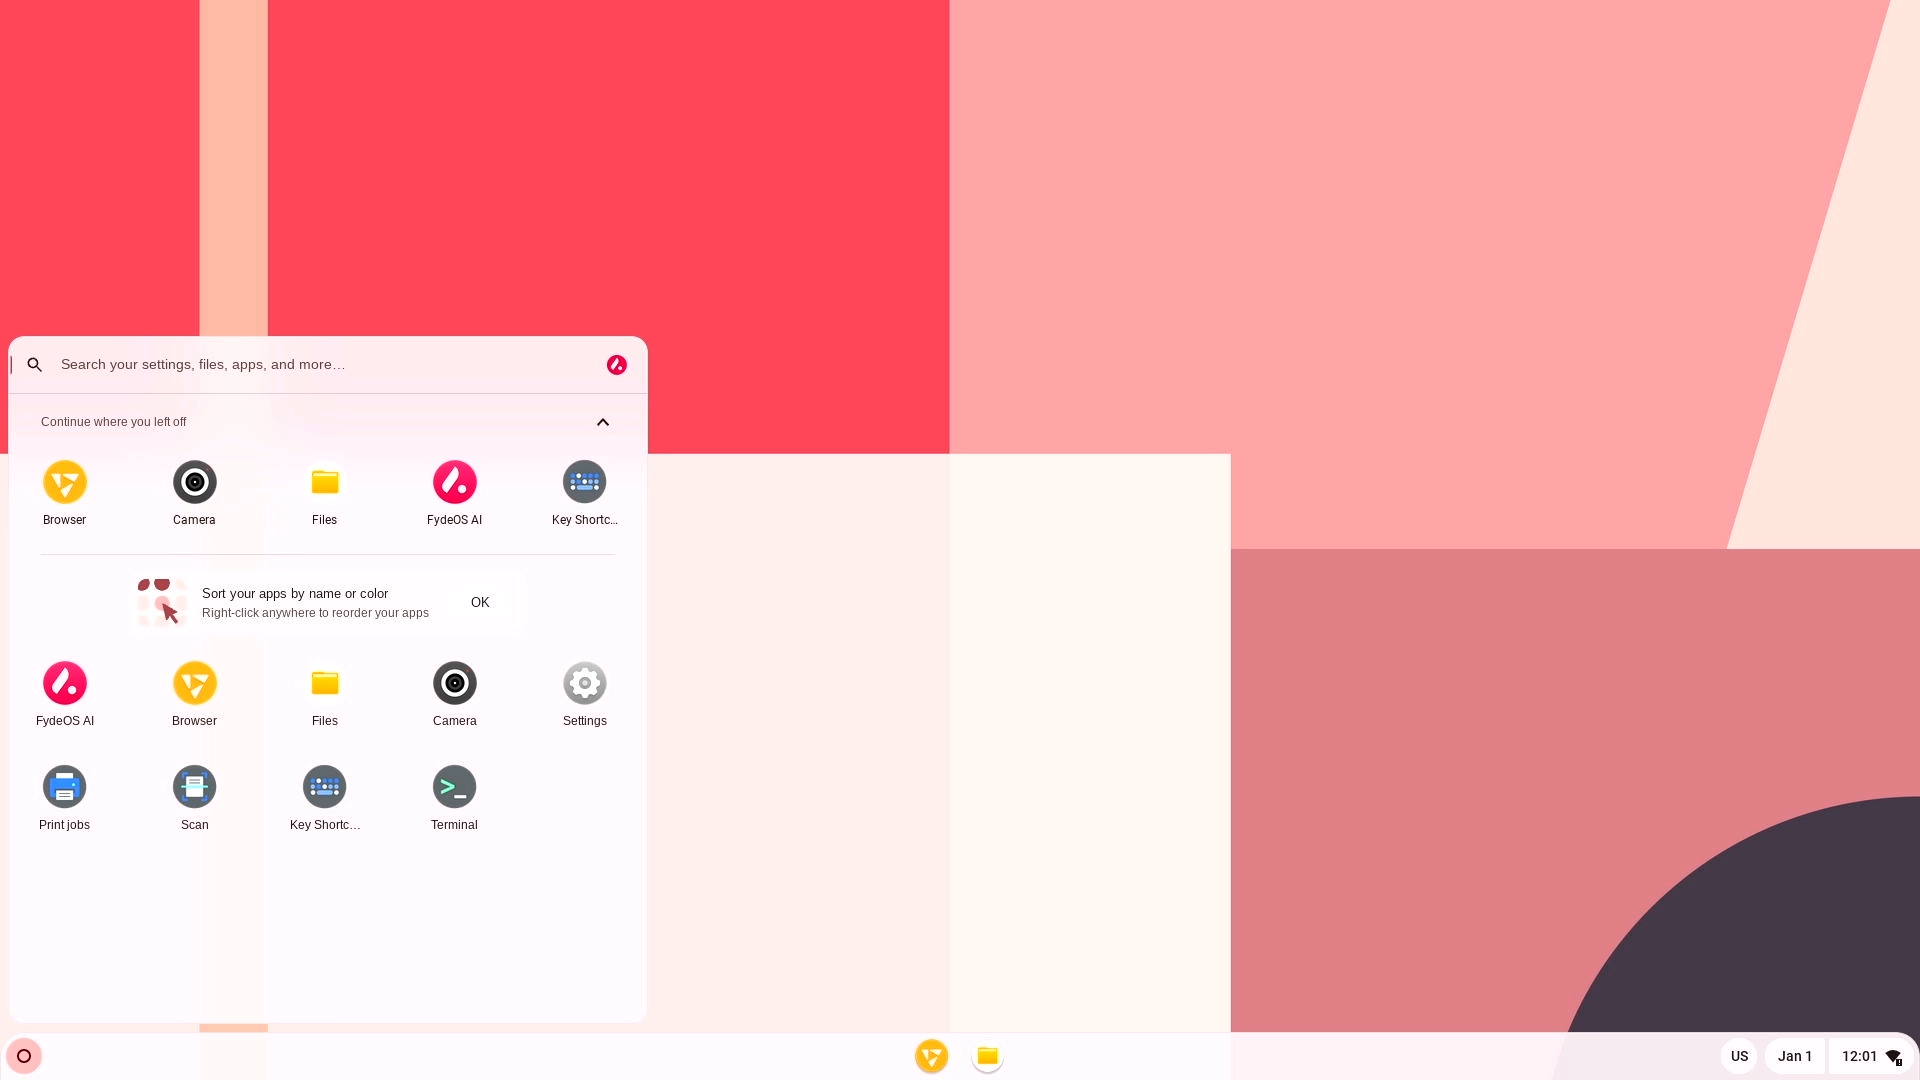 Search your settings, files, apps, and more…
Continue where you left off
Browser
Camera
Files
FydeOS AI
Key Shortc…
Sort your apps by name or color
Right-click anywhere to reorder your apps
OK
FydeOS AI
Browser
Files
Camera
Settings
Print jobs
Scan
Key Shortc…
Terminal
US
Jan 1
12:01